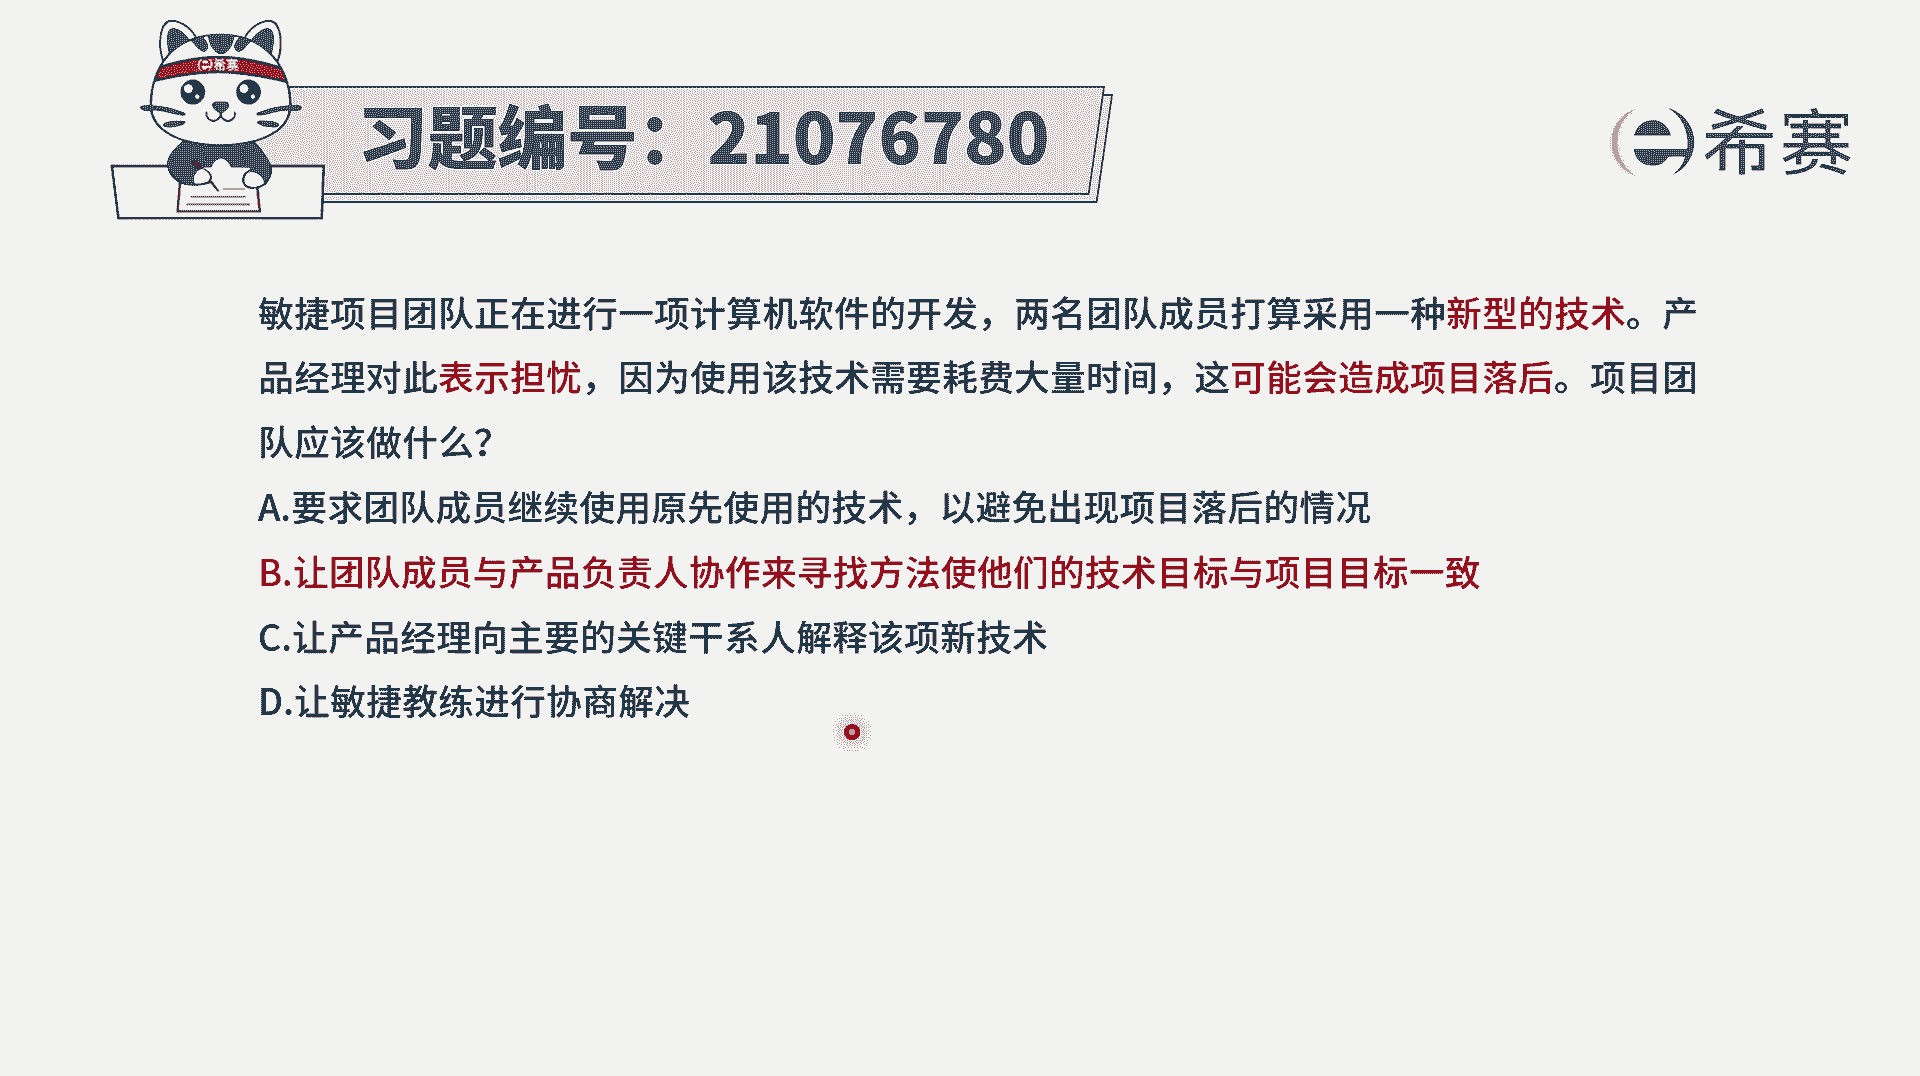 希赛
习题编号：21076780
希赛
敏捷项目团队正在进行一项计算机软件的开发，两名团队成员打算采用一种新型的技术。产
品经理对此表示担忧，因为使用该技术需要耗费大量时间，这可能会造成项目落后。项目团
队应该做什么？
A.要求团队成员继续使用原先使用的技术，以避免出现项目落后的情况
B.让团队成员与产品负责人协作来寻找方法使他们的技术目标与项目目标一致
C.让产品经理向主要的关键干系人解释该项新技术
D.让敏捷教练进行协商解决